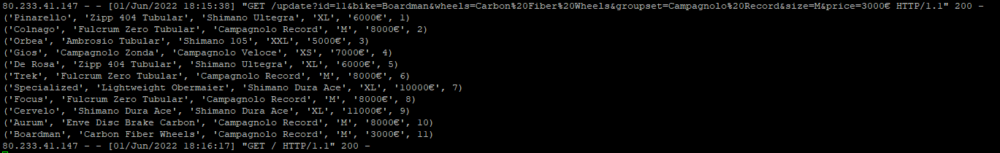 80.233.41.147 - - [01/Jun/2022 18:15:38] "GET /update?id=11&bike=Boardman&wheels=Carbon%20Fiber%20Wheels&groupset=Campagnolo%20Record&size=M&price=3000€ HTTP/1.1" 200 -
('Pinarello', 'Zipp 404 Tubular', 'Shimano Ultegra', 'XL', '6000€', 1)
('Colnago', 'Fulcrum Zero Tubular', 'Campagnolo Record', 'M', '8000€', 2)
('Orbea', 'Ambrosio Tubular', 'Shimano 105', 'XXL', '5000€', 3)
('Gios', 'Campagnolo Zonda', 'Campagnolo Veloce', 'XS', '7000€', 4)
('De Rosa', 'Zipp 404 Tubular', 'Shimano Ultegra', 'XL', '6000€', 5)
('Trek', 'Fulcrum Zero Tubular', 'Campagnolo Record', 'M', '8000€', 6)
('Specialized', 'Lightweight Obermaier', 'Shimano Dura Ace', 'XL', '10000€', 7)
('Focus', 'Fulcrum Zero Tubular', 'Campagnolo Record', 'M', '8000€', 8)
('Cervelo', 'Shimano Dura Ace', 'Shimano Dura Ace', 'XL', '11000€', 9)
('Aurum', 'Enve Disc Brake Carbon', 'Campagnolo Record', 'M', '8000€', 10)
('Boardman', 'Carbon Fiber Wheels', 'Campagnolo Record', 'M', '3000€', 11)
80.233.41.147 - - [01/Jun/2022 18:16:17] "GET / HTTP/1.1" 200 -